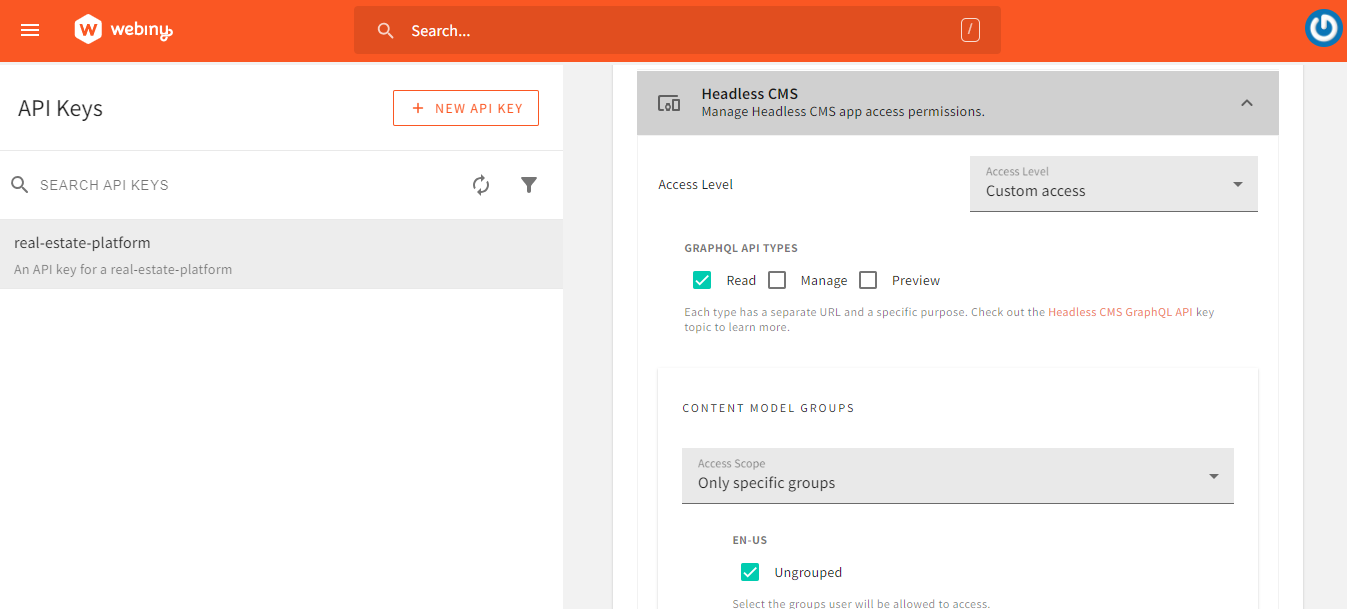 webiny
Search...
/
API Keys
+ NEW API KEY
SEARCH API KEYS
real-estate-platform
An API key for a real-estate-platform
Headless CMS
Manage Headless CMS app access permissions.
Access Level
Access Level
Custom access
GRAPHQL API TYPES
Read Manage Preview
Each type has a separate URL and a specific purpose. Check out the Headless CMS GraphQL API key
topic to learn more.
CONTENT MODEL GROUPS
Access Scope
Only specific groups
EN-US
Ungrouped
Select the groups user will be allowed to access.